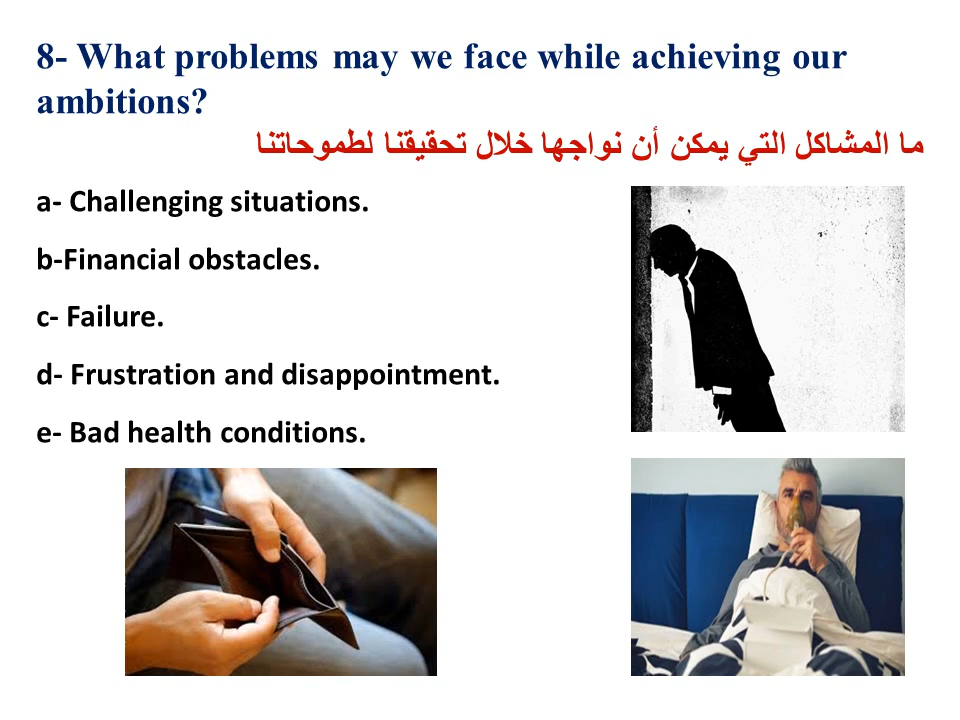 8- What problems may we face while achieving our
ambitions?
ما المشاكل التي يمكن أن نواجها خلال تحقيقنا لطموحاتنا
a- Challenging situations.
b-Financial obstacles.
c- Failure.
d- Frustration and disappointment.
e- Bad health conditions.